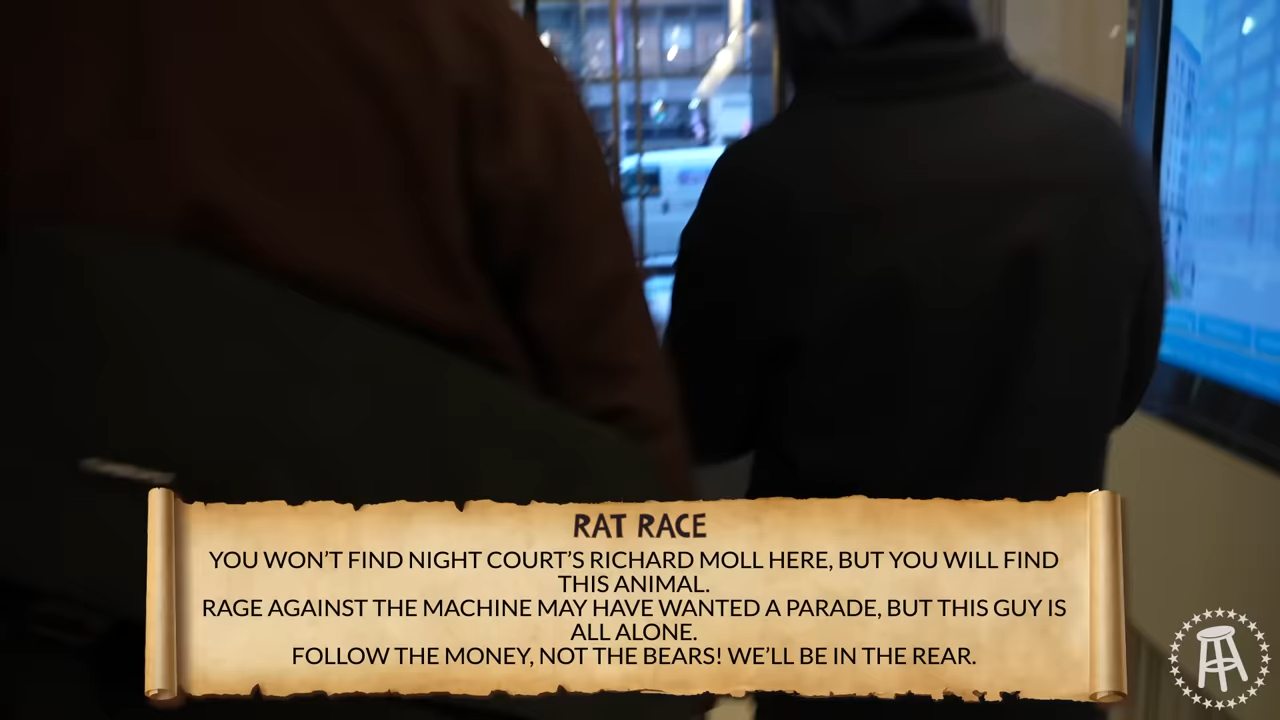 RAT RACE
YOU WON'T FIND NIGHT COURT'S RICHARD MOLL HERE, BUT YOU WILL FIND
THIS ANIMAL.
RAGE AGAINST THE MACHINE MAY HAVE WANTED A PARADE, BUT THIS GUY IS
ALL ALONE.
FOLLOW THE MONEY, NOT THE BEARS! WE'LL BE IN THE REAR.